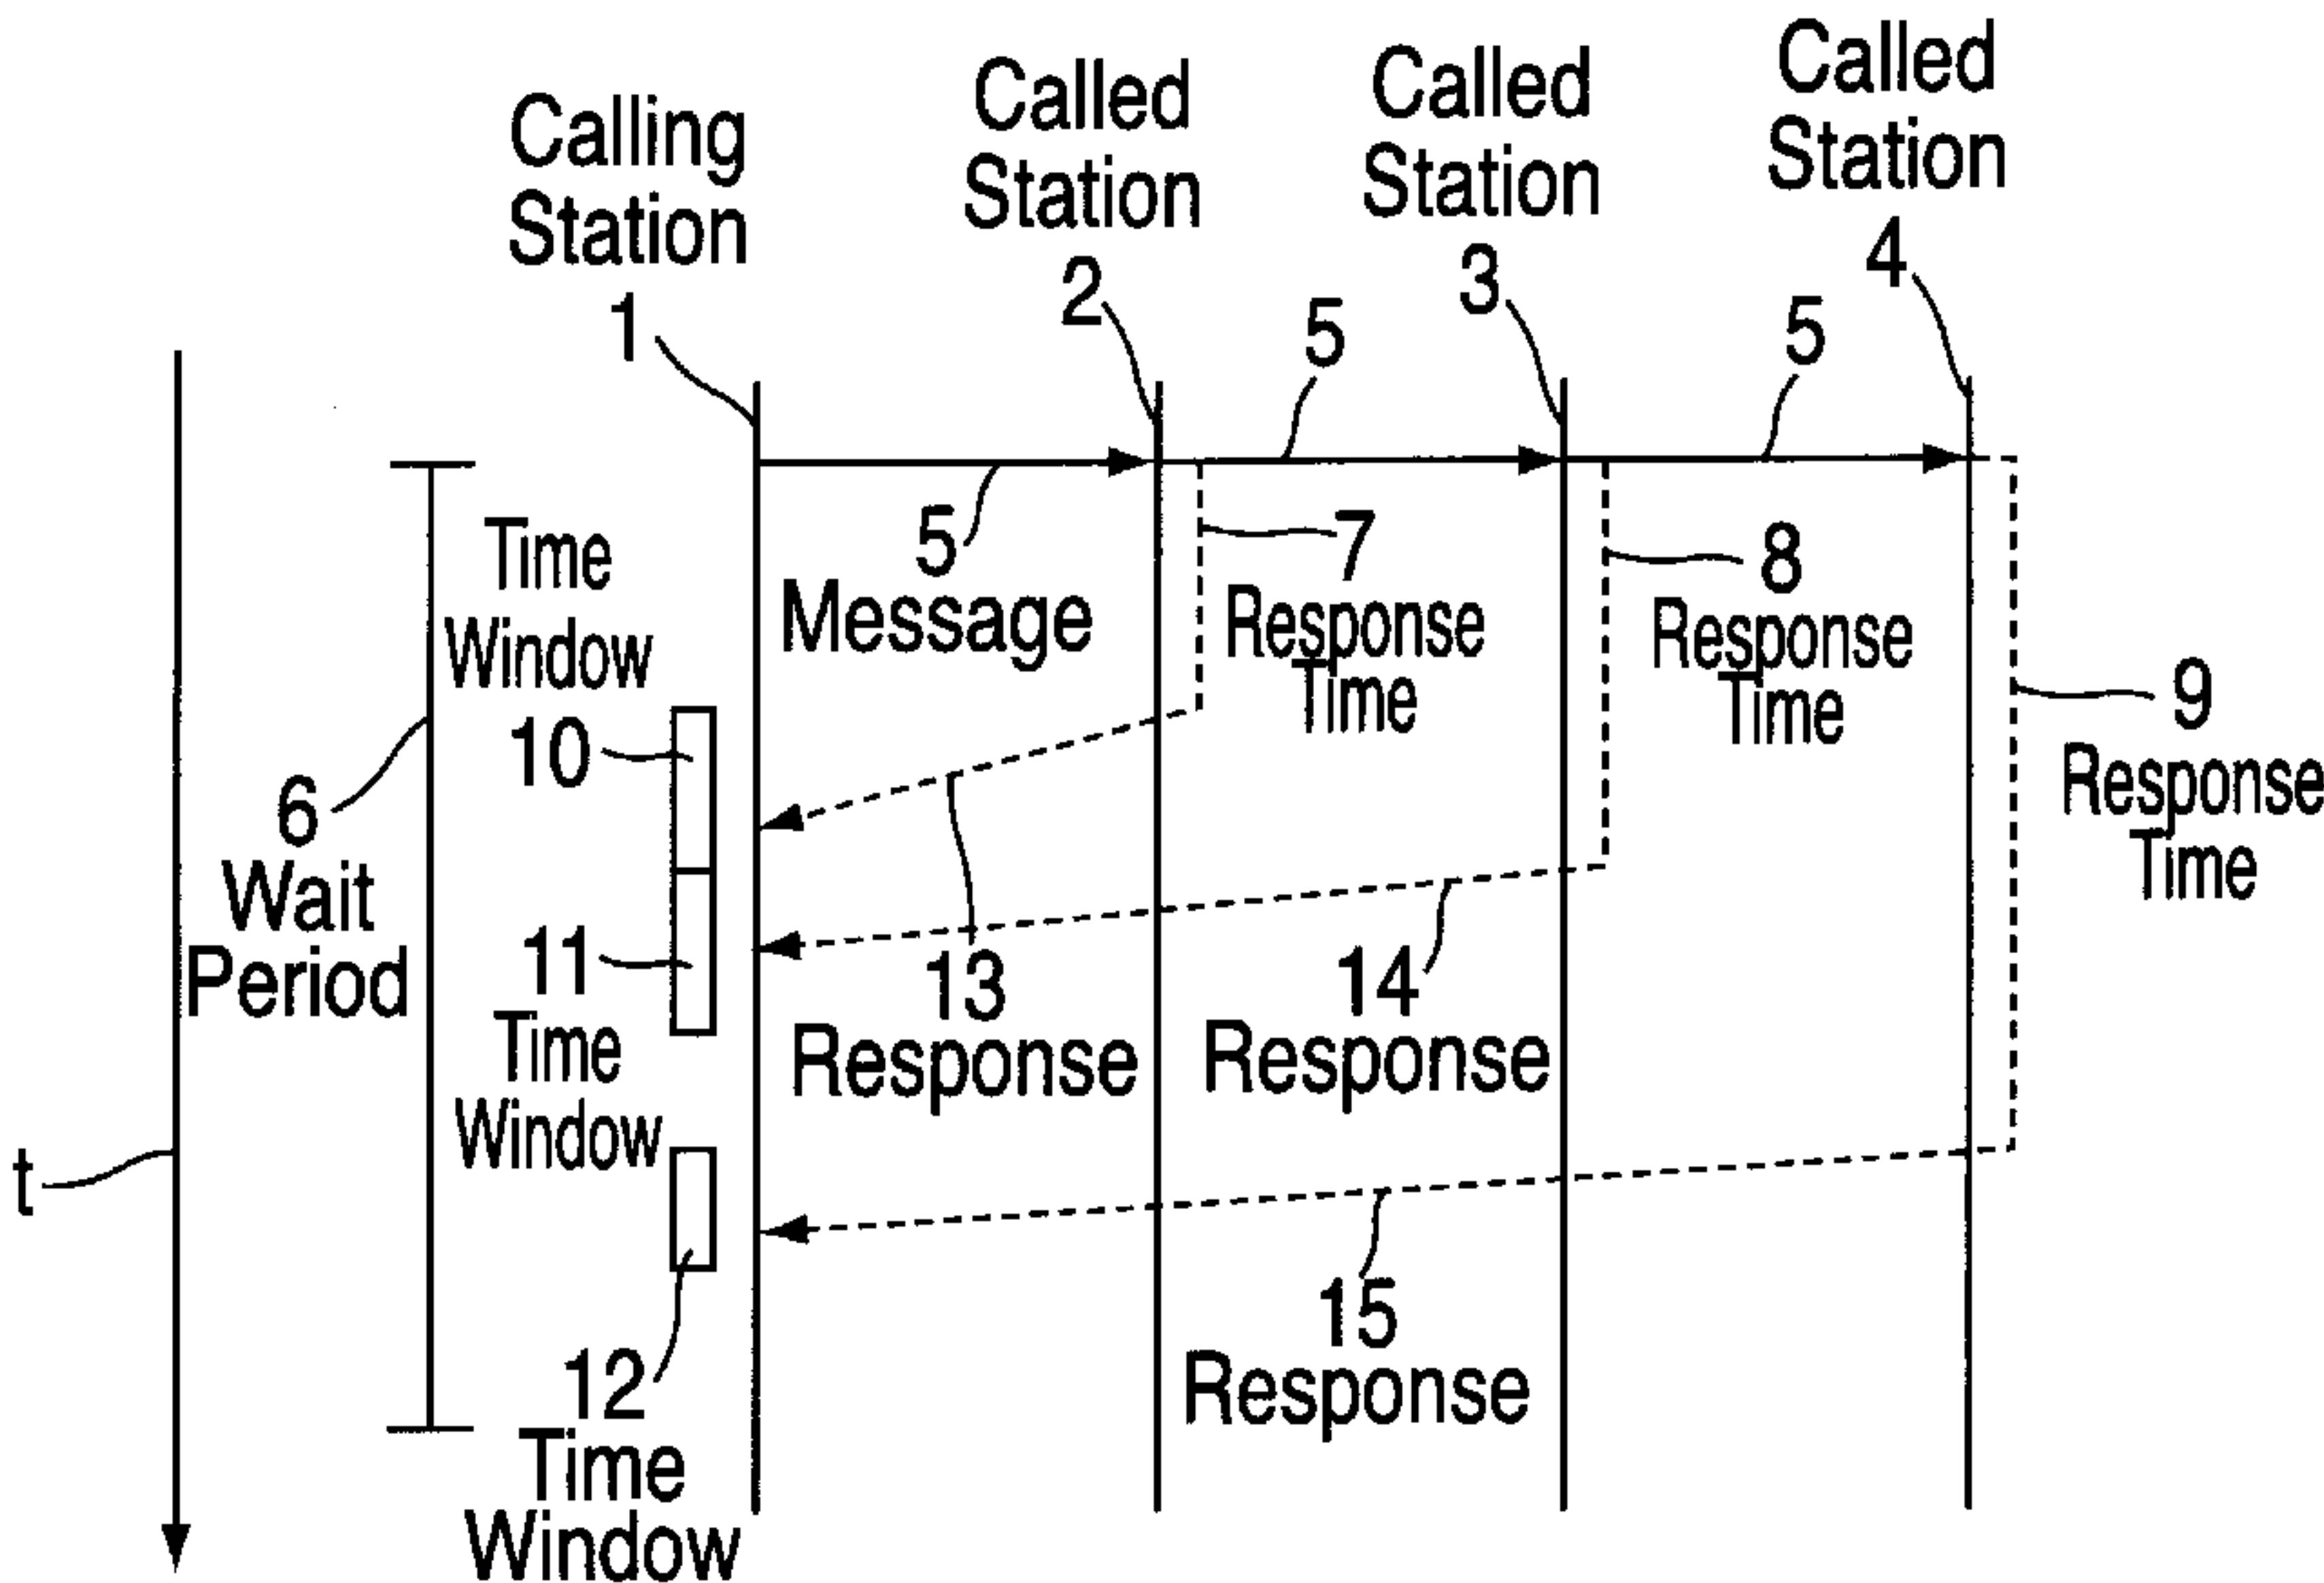 Calling
Station
1
Called
Station
2
Called
Station
3
Called
Station
4
5
5
5
Message
Time
Window
10
7
Response
Time
8
Response
Time
9
Response
Time
6
Wait
Period
11
Time
Window
13
Response
14
Response
t
12
Time
Window
15
Response